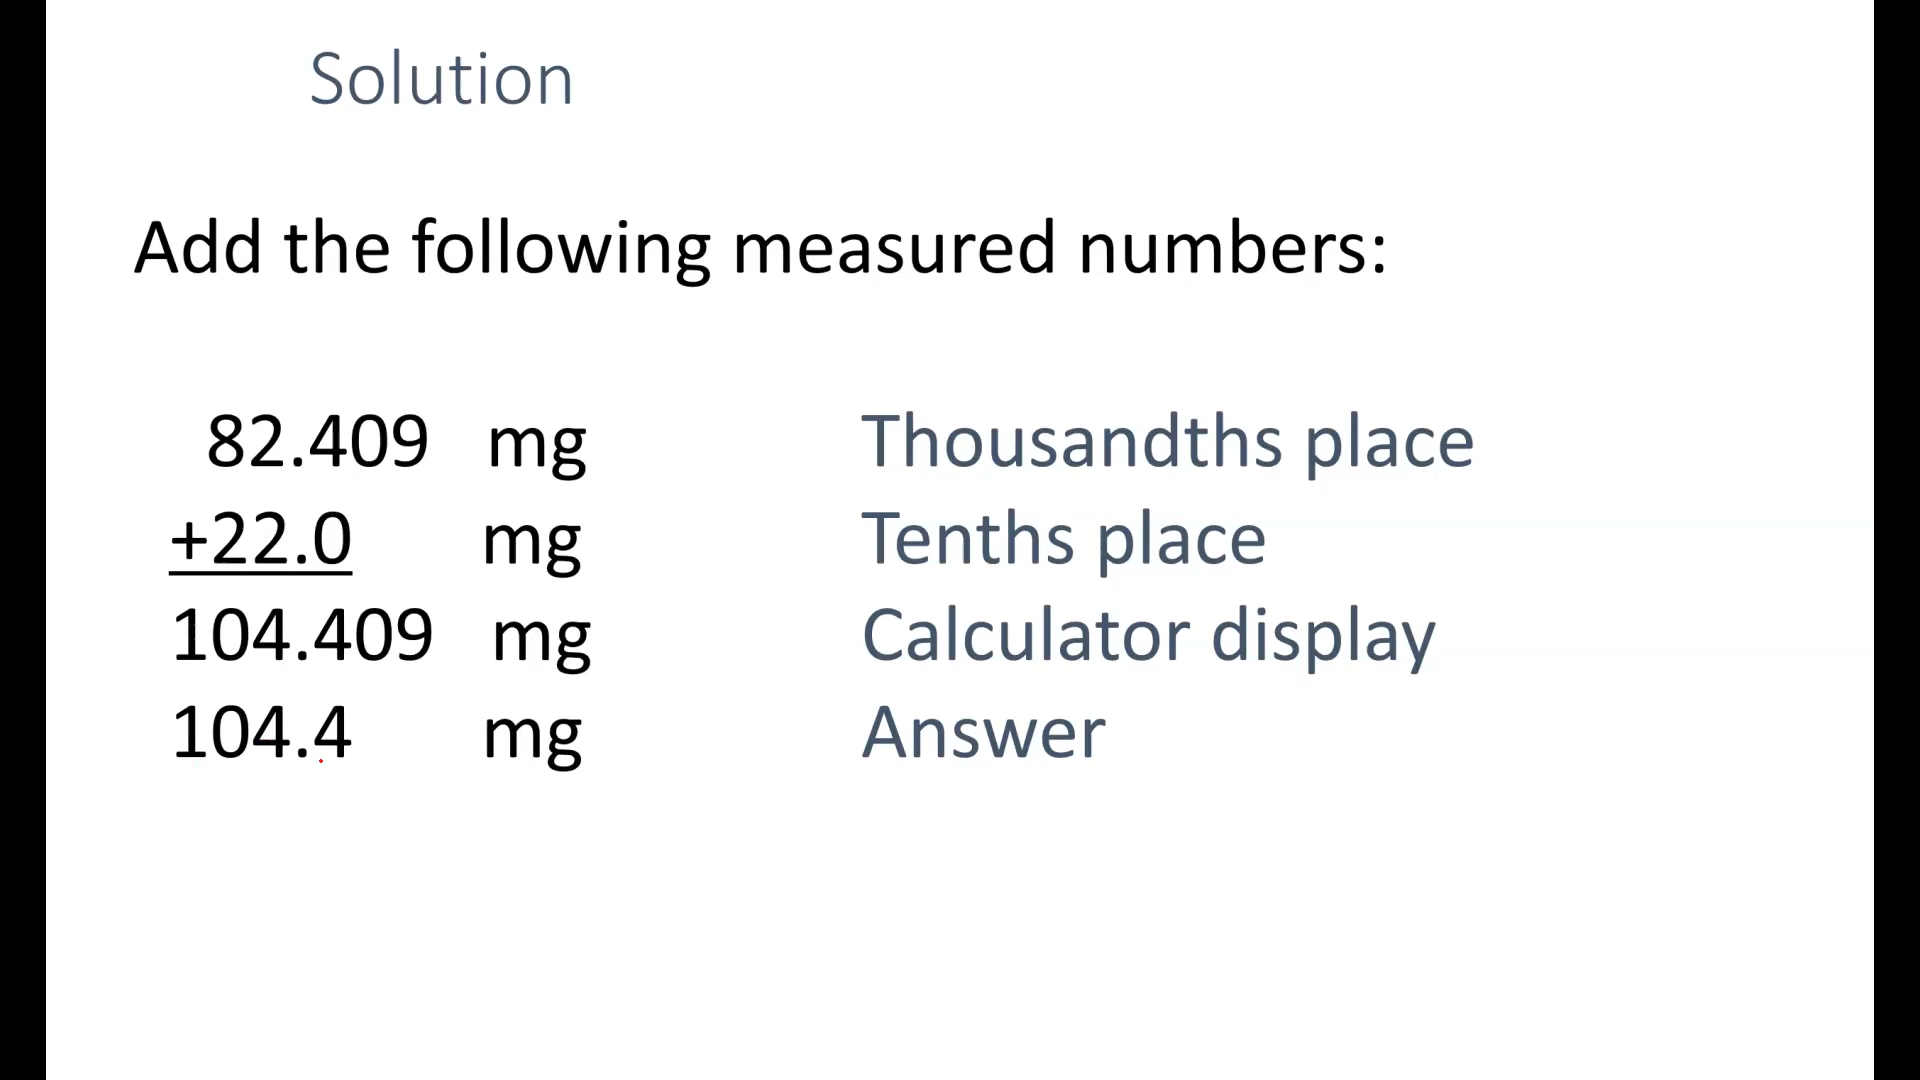 Solution
Add the following measured numbers:
82.409 mg Thousandths place
+22.0 mg Tenths place
104.409 mg Calculator display
104.4 mg Answer